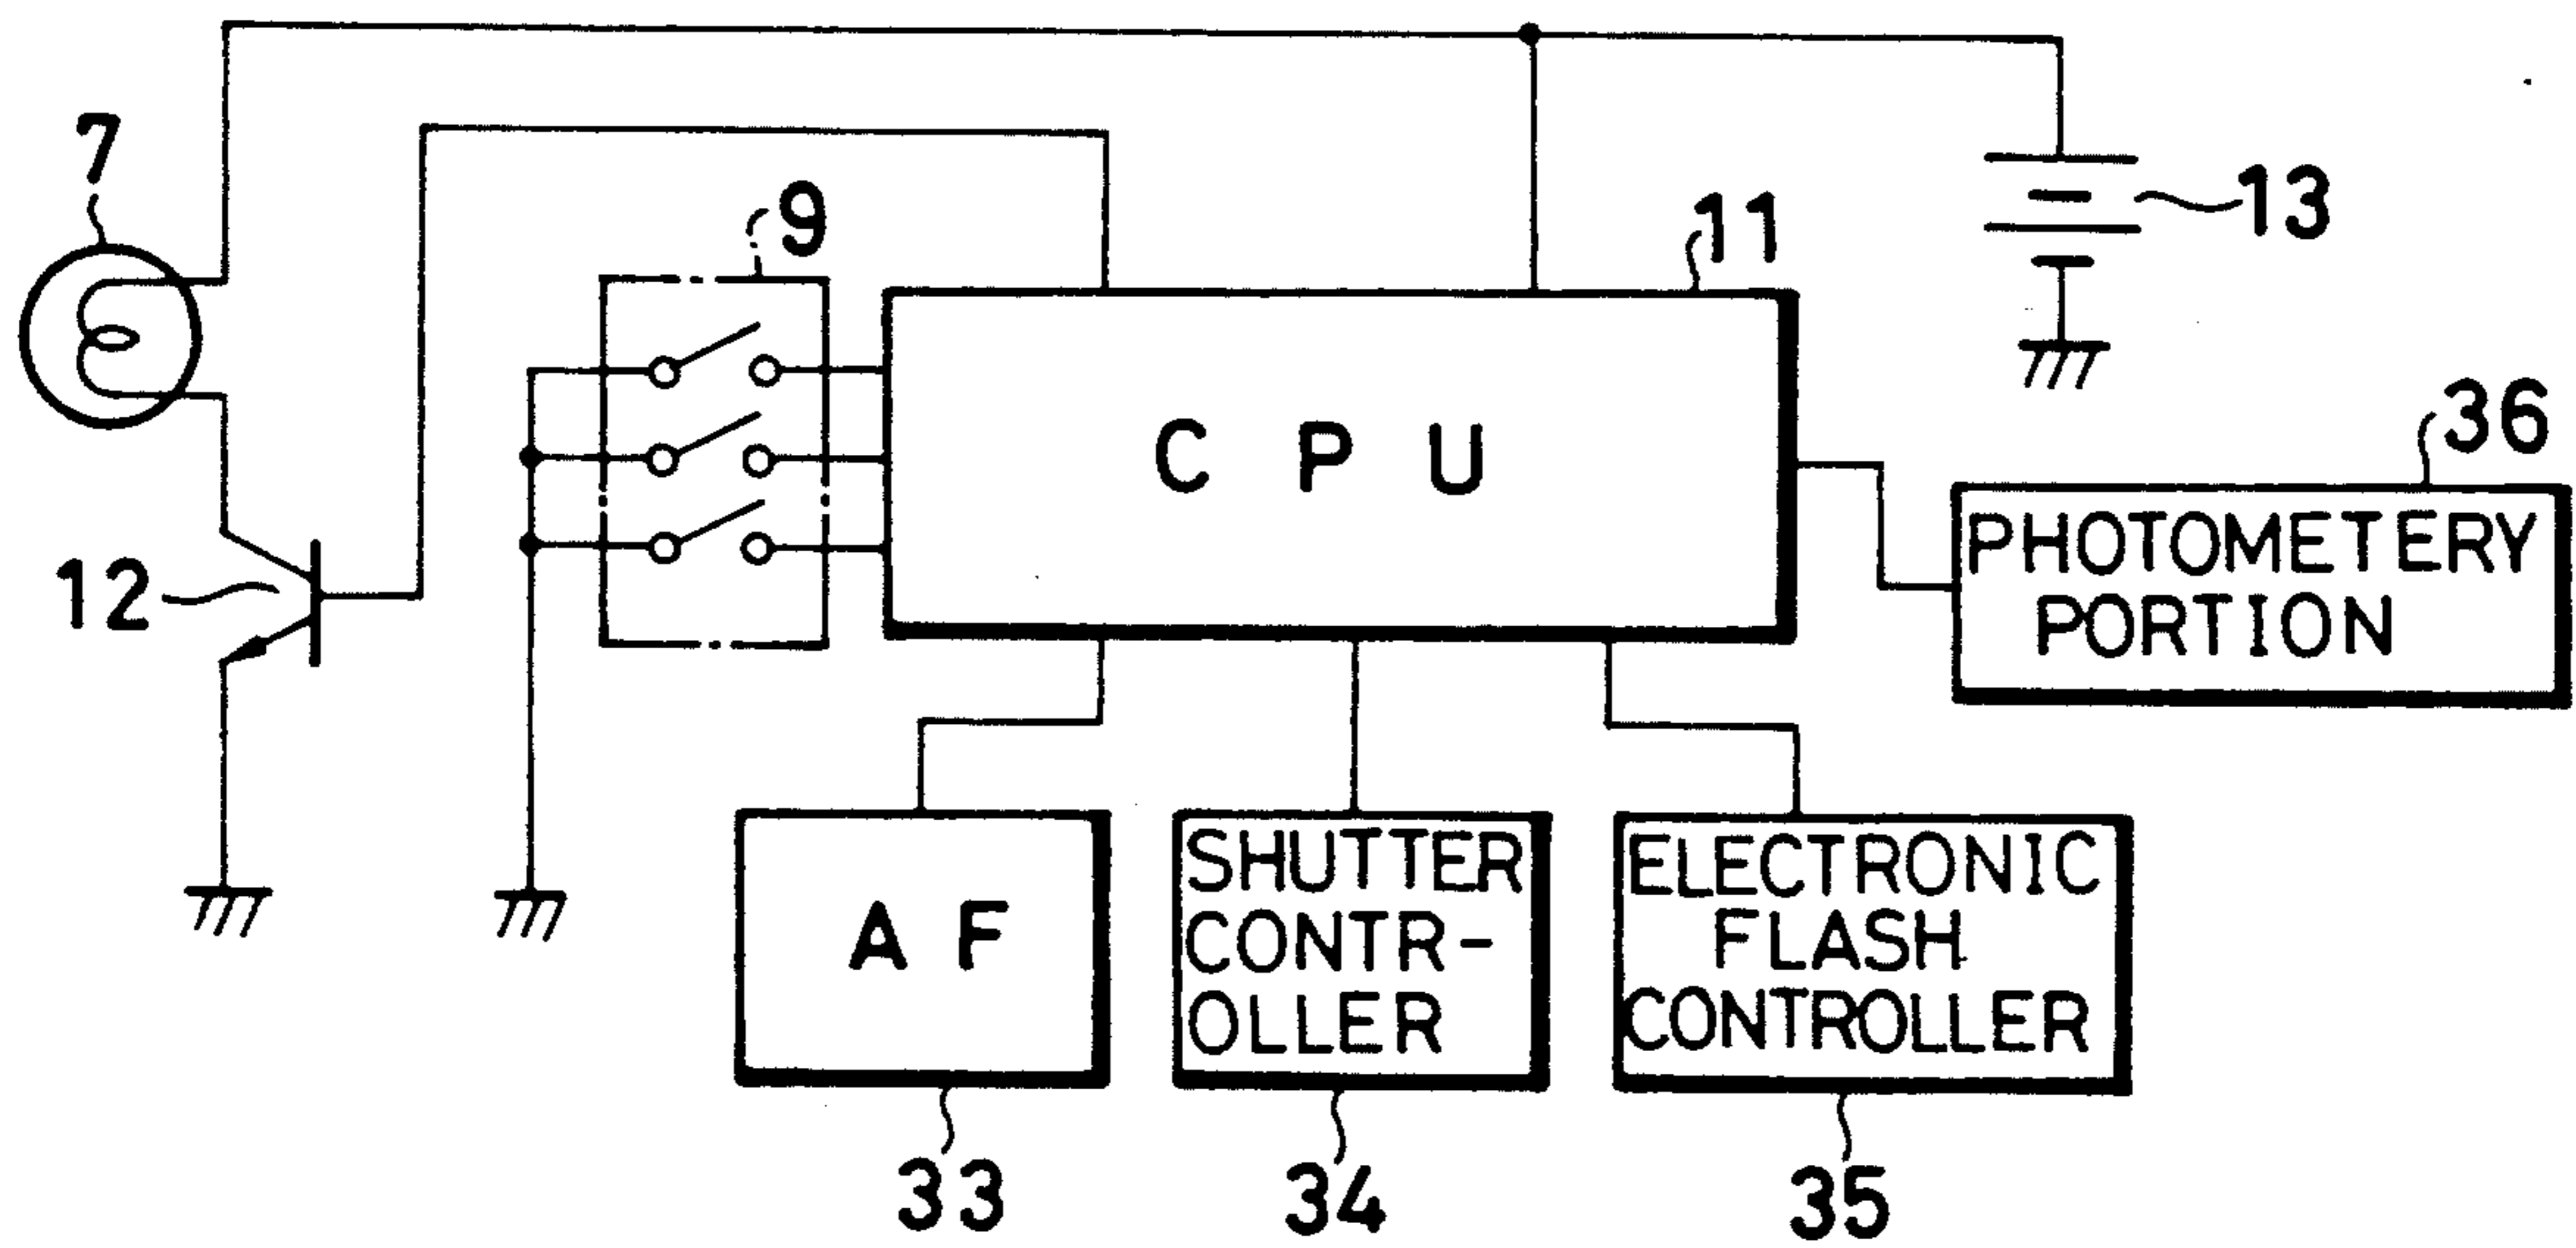 7
9
11
13
C P U
36
PHOTOMETERY
PORTION
12
A F
SHUTTER
CONTR-
OLLER
ELECTRONIC
FLASH
CONTROLLER
33
34
35